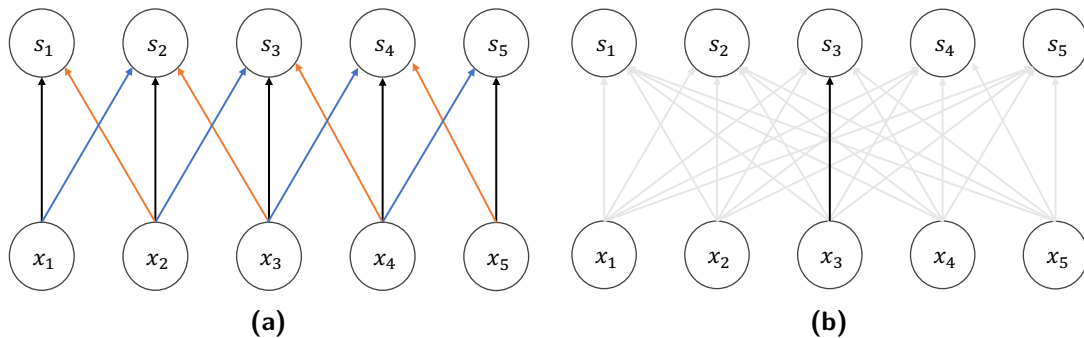 s₁ s₂ s₃ s₄ s₅ s₁ s₂ s₃ s₄ s₅
x₁ x₂ x₃ x₄ x₅ x₁ x₂ x₃ x₄ x₅
(a) (b)